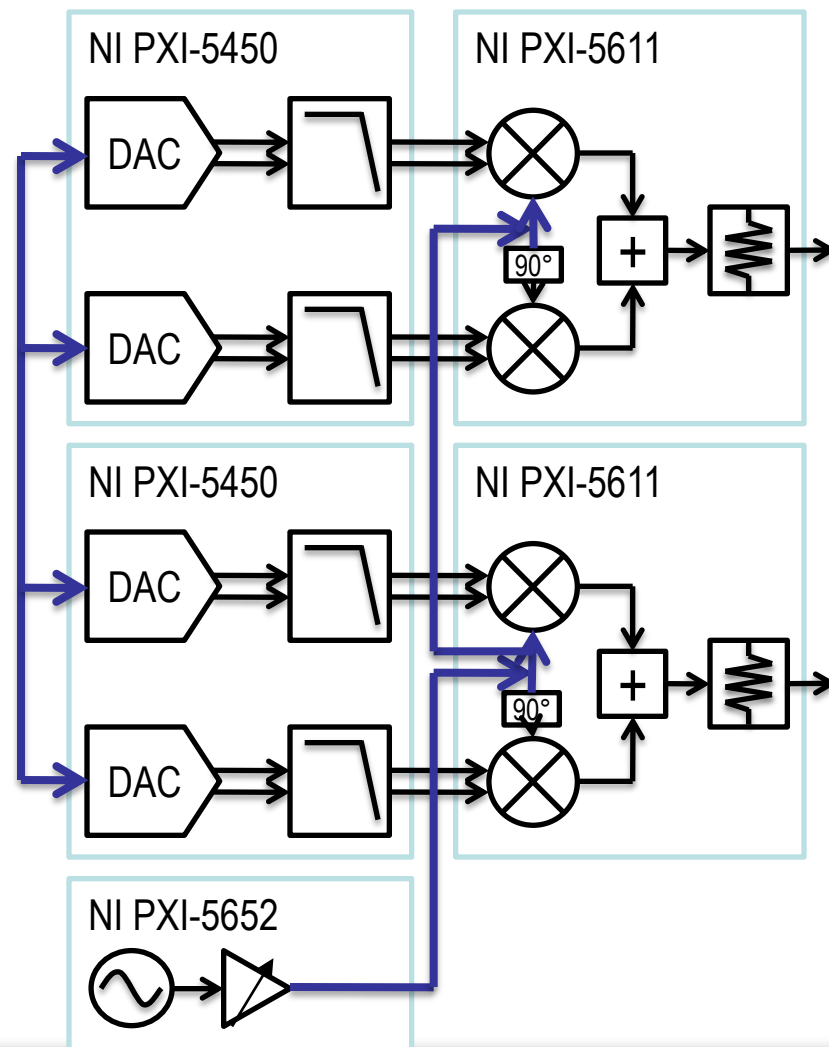 NI PXI-5450
NI PXI-5611
DAC
90°
+
DAC
NI PXI-5450
NI PXI-5611
DAC
90°
+
DAC
NI PXI-5652